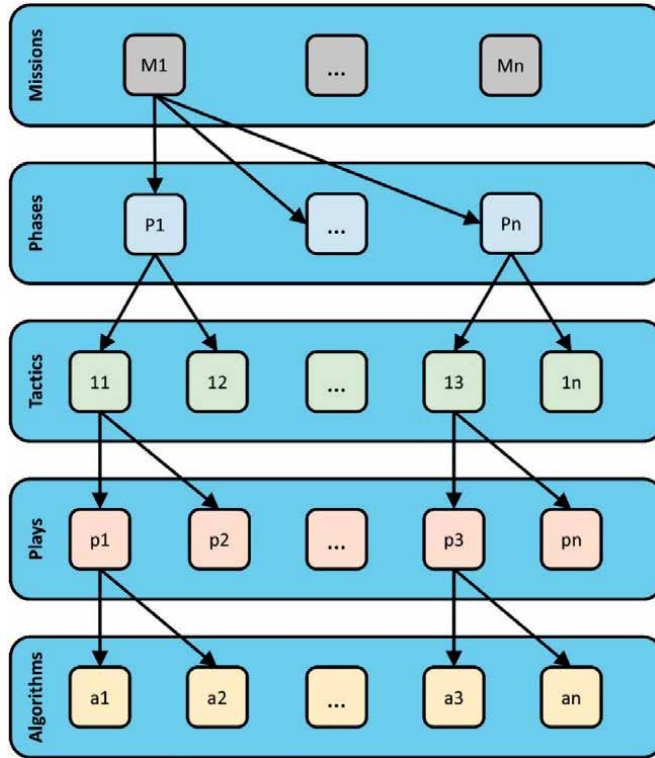 Missions
M1
...
Mn
Phases
P1
...
Pn
Tactics
11
12
...
13
1n
Plays
p1
p2
...
p3
pn
Algorithms
a1
a2
...
a3
an